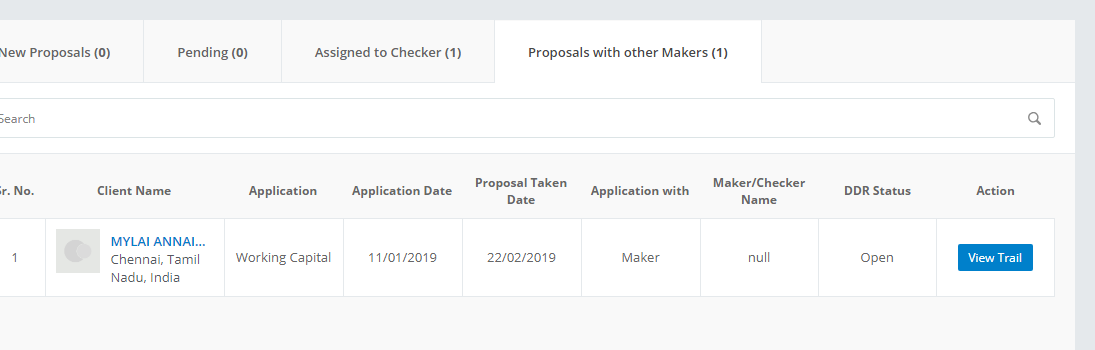 New Proposals (0) Pending (0) Assigned to Checker (1) Proposals with other Makers (1)
Search
Sr. No. Client Name Application Application Date Proposal Taken Date Application with Maker/Checker Name DDR Status Action
1 MYLAI ANNAI... Working Capital 11/01/2019 22/02/2019 Maker null Open View Trail
Chennai, Tamil
Nadu, India